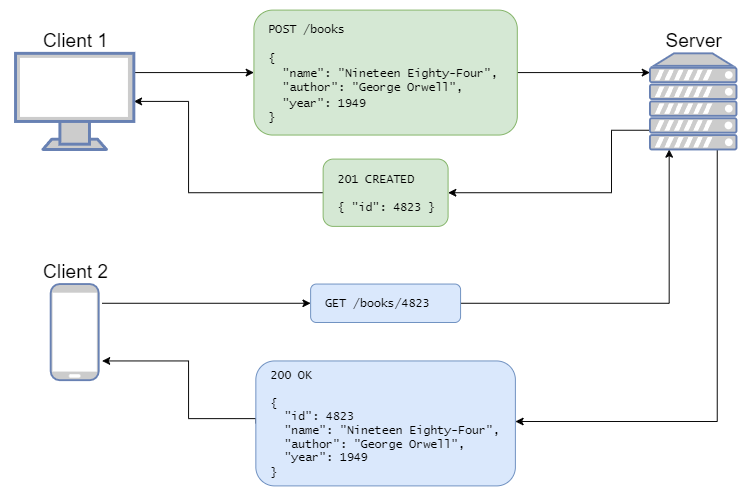 Client 1
POST /books
{
"name": "Nineteen Eighty-Four",
"author": "George Orwell",
"year": 1949
}
Server
201 CREATED
{ "id": 4823 }
Client 2
GET /books/4823
200 OK
{
"id": 4823
"name": "Nineteen Eighty-Four",
"author": "George Orwell",
"year": 1949
}